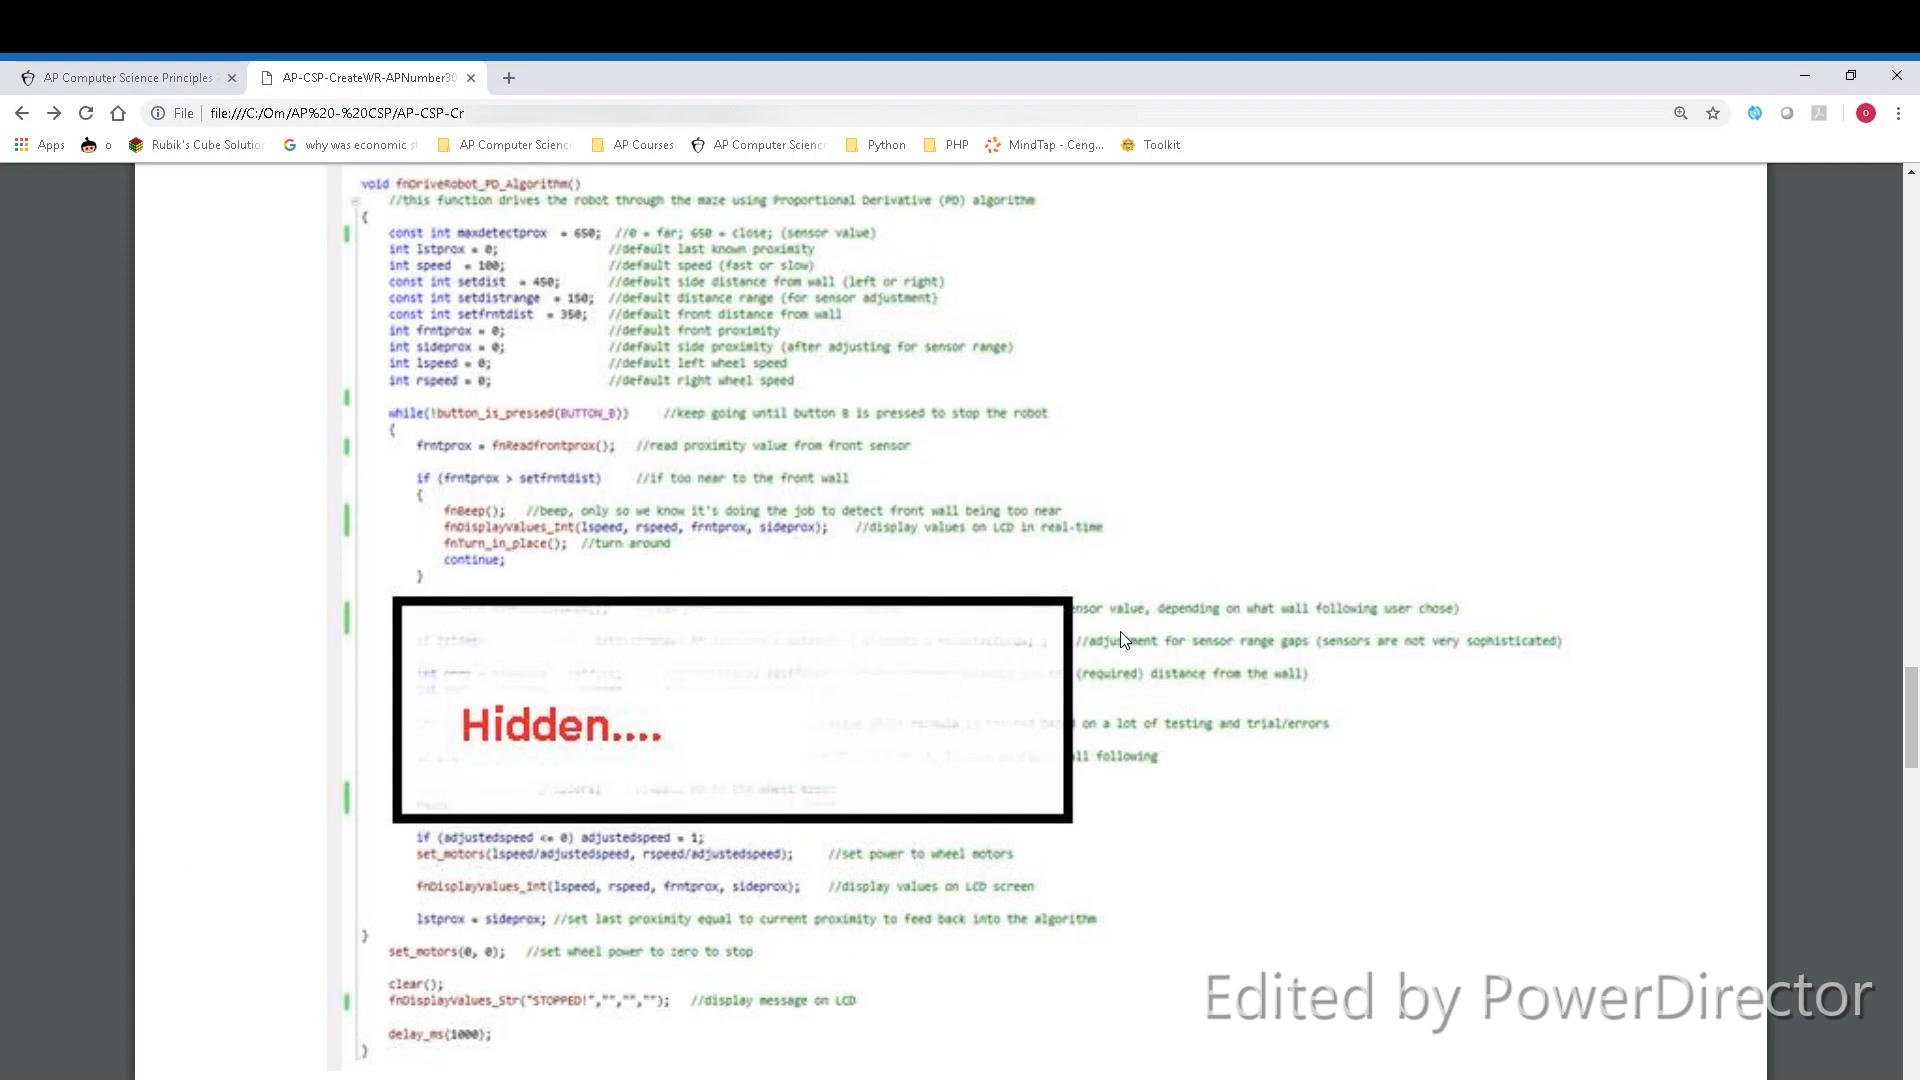 AP Computer Science Principles
AP-CSP-CreateWR-APNumber30
File file:///C:/Om/AP%20-%20CSP/AP-CSP-Cr
Apps o Rubik's Cube Solutio why was economic s AP Computer Scienc AP Courses AP Computer Scienc Python PHP MindTap - Ceng... Toolkit
void fnDriveRobot_PD_Algorithm()
//this function drives the robot through the maze using Proportional Derivative (PD) algorithm
{
const int maxdetectprox = 650; //0 = far; 650 = close; (sensor value)
int lstprox = 0; //default last known proximity
int speed = 100; //default speed (fast or slow)
const int setdist = 450; //default side distance from wall (left or right)
const int setdistrange = 150; //default distance range (for sensor adjustment)
const int setfrntdist = 350; //default front distance from wall
int frntprox = 0; //default front proximity
int sideprox = 0; //default side proximity (after adjusting for sensor range)
int lspeed = 0; //default left wheel speed
int rspeed = 0; //default right wheel speed
while(!button_is_pressed(BUTTON_B)) //keep going until button B is pressed to stop the robot
{
frntprox = fnReadfrontprox(); //read proximity value from front sensor
if (frntprox > setfrntdist) //if too near to the front wall
{
fnBeep(); //beep, only so we know it's doing the job to detect front wall being too near
fnDisplayValues_Int(lspeed, rspeed, frntprox, sideprox); //display values on LCD in real-time
fnTurn_in_place(); //turn around
continue;
}
nsor value, depending on what wall following user chose)
//adjustment for sensor range gaps (sensors are not very sophisticated)
(required) distance from the wall)
Hidden....
on a lot of testing and trial/errors
ll following
if (adjustedspeed <= 0) adjustedspeed = 1;
set_motors(lspeed/adjustedspeed, rspeed/adjustedspeed); //set power to wheel motors
fnDisplayValues_Int(lspeed, rspeed, frntprox, sideprox); //display values on LCD screen
lstprox = sideprox; //set last proximity equal to current proximity to feed back into the algorithm
}
set_motors(0, 0); //set wheel power to zero to stop
clear();
fnDisplayValues_Str("STOPPED!","","",""); //display message on LCD
delay_ms(1000);
}
Edited by PowerDirector